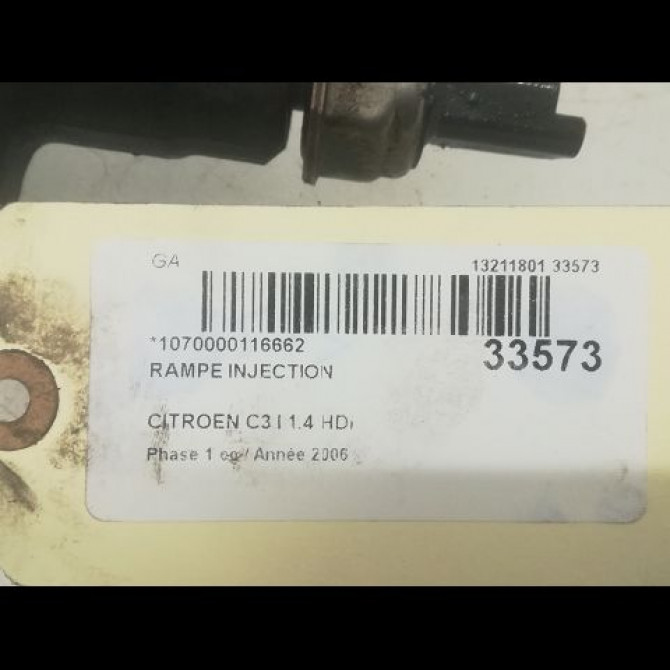 GA
13211801 33573
*1070000116662
33573
RAMPE INJECTION
CITROEN C3 I 1.4 HDi
Phase 1 / Année 2006